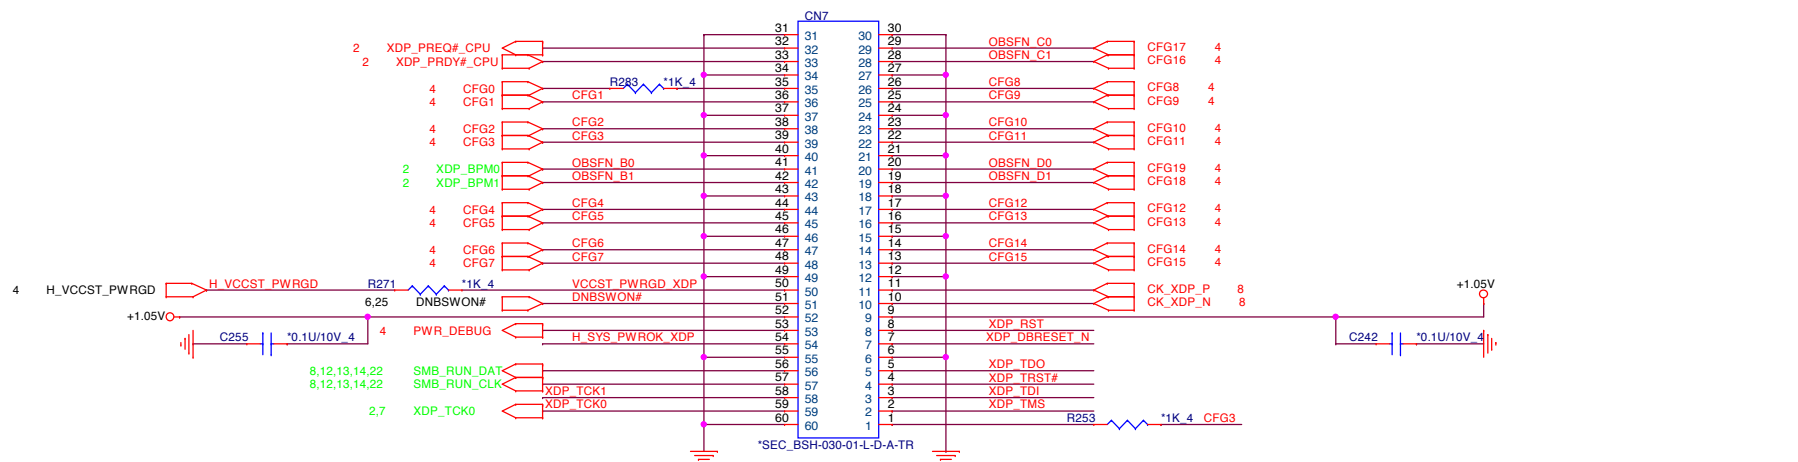 CN7
31 31 30 30
2 XDP_PREQ#_CPU 32 32 29 29 OBSFN_C0 CFG17 4
2 XDP_PRDY#_CPU 33 33 28 28 OBSFN_C1 CFG16 4
34 34 27 27
4 CFG0 R283 *1K_4 35 35 26 26 CFG8 CFG8 4
4 CFG1 CFG1 36 36 25 25 CFG9 CFG9 4
37 37 24 24
4 CFG2 CFG2 38 38 23 23 CFG10 CFG10 4
4 CFG3 CFG3 39 39 22 22 CFG11 CFG11 4
40 40 21 21
2 XDP_BPM0 OBSFN_B0 41 41 20 20 OBSFN_D0 CFG19 4
2 XDP_BPM1 OBSFN_B1 42 42 19 19 OBSFN_D1 CFG18 4
43 43 18 18
4 CFG4 CFG4 44 44 17 17 CFG12 CFG12 4
4 CFG5 CFG5 45 45 16 16 CFG13 CFG13 4
46 46 15 15
4 CFG6 CFG6 47 47 14 14 CFG14 CFG14 4
4 CFG7 CFG7 48 48 13 13 CFG15 CFG15 4
49 49 12 12
4 H_VCCST_PWRGD H_VCCST_PWRGD R271 *1K_4 VCCST_PWRGD_XDP 50 50 11 11 CK_XDP_P 8 +1.05V
6,25 DNBSWON# DNBSWON# 51 51 10 10 CK_XDP_N 8
+1.05V 52 52 9 9
4 PWR_DEBUG 53 53 8 8 XDP_RST
C255 *0.1U/10V_4 H_SYS_PWROK_XDP 54 54 7 7 XDP_DBRESET_N C242 *0.1U/10V_4
55 55 6 6
8,12,13,14,22 SMB_RUN_DAT 56 56 5 5 XDP_TDO
8,12,13,14,22 SMB_RUN_CLK 57 57 4 4 XDP_TRST#
XDP_TCK1 58 58 3 3 XDP_TDI
2,7 XDP_TCK0 XDP_TCK0 59 59 2 2 XDP_TMS
60 60 1 1 R253 *1K_4 CFG3
*SEC_BSH-030-01-L-D-A-TR